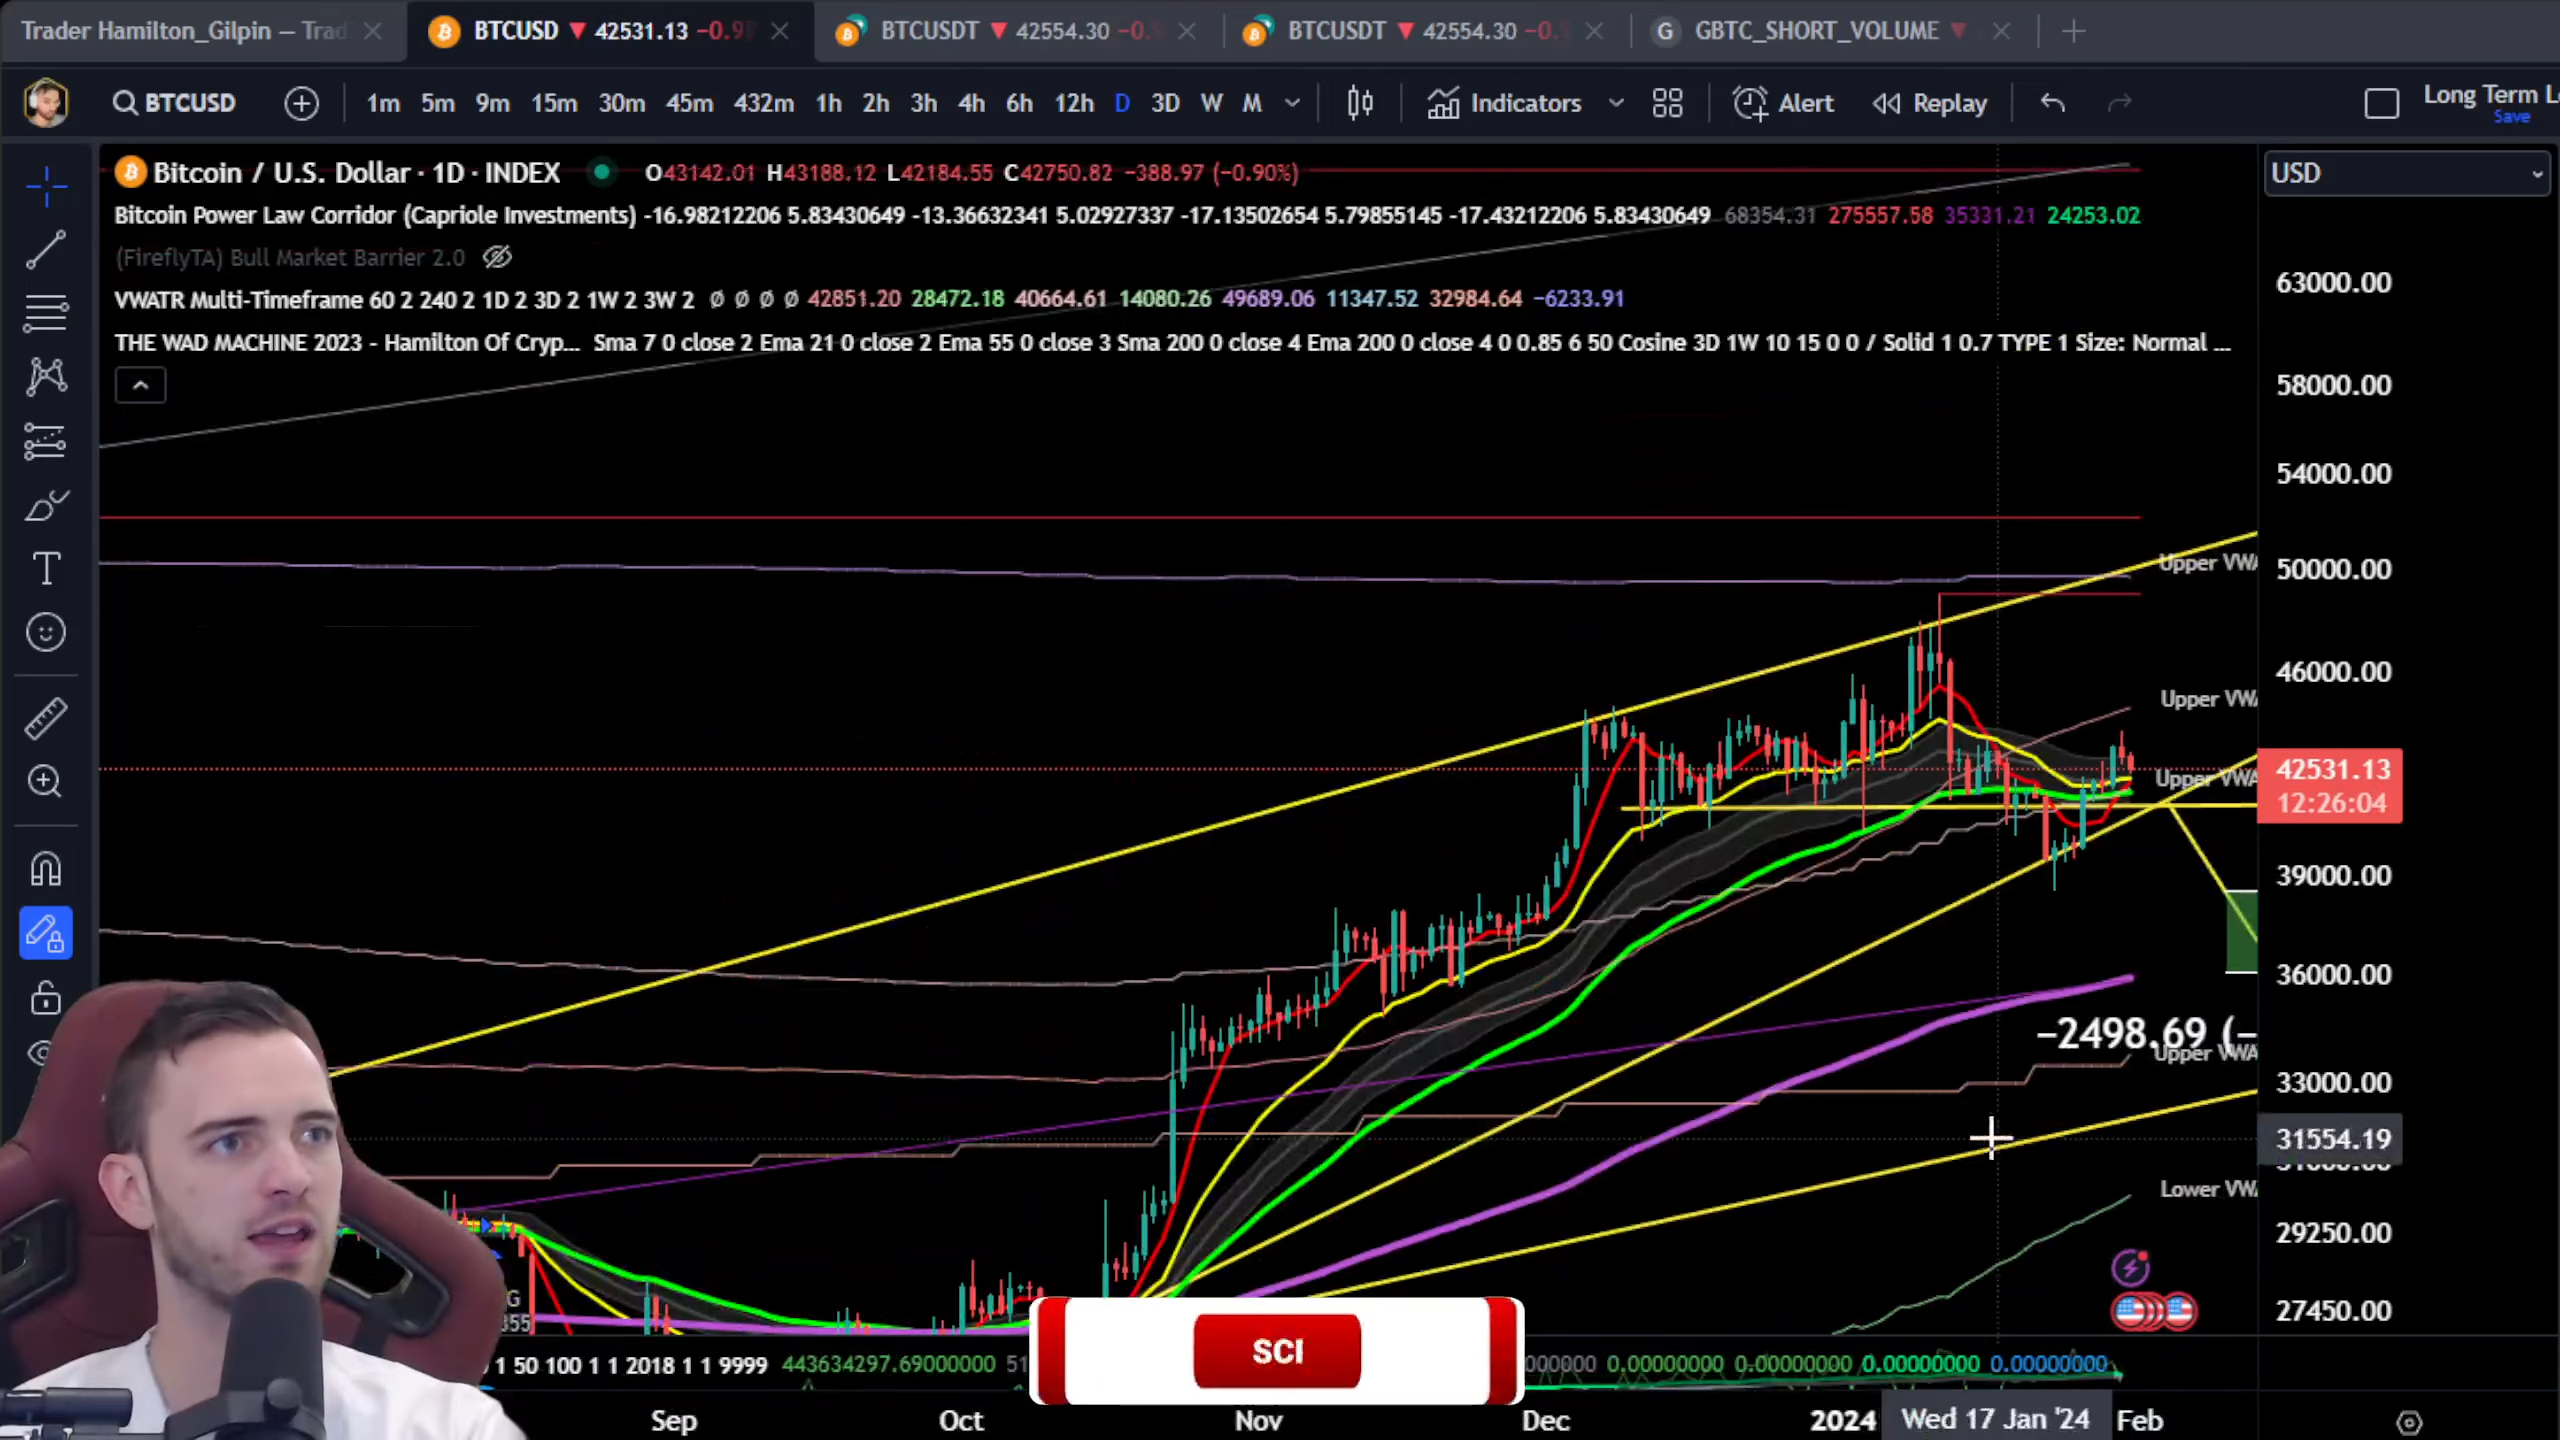 Trader Hamilton_Gilpin — Trad
BTCUSD ▼ 42531.13 −0.9
BTCUSDT ▼ 42554.30 −0.
BTCUSDT ▼ 42554.30 −0.
G GBTC_SHORT_VOLUME ▼
BTCUSD
1m 5m 9m 15m 30m 45m 432m 1h 2h 3h 4h 6h 12h D 3D W M
Indicators
Alert
Replay
Long Term L
Save
Bitcoin / U.S. Dollar · 1D · INDEX O43142.01 H43188.12 L42184.55 C42750.82 −388.97 (−0.90%)
USD
Bitcoin Power Law Corridor (Capriole Investments) -16.98212206 5.83430649 -13.36632341 5.02927337 -17.13502654 5.79855145 -17.43212206 5.83430649 68354.31 275557.58 35331.21 24253.02
(FireflyTA) Bull Market Barrier 2.0
VWATR Multi-Timeframe 60 2 240 2 1D 2 3D 2 1W 2 3W 2 ∅ ∅ ∅ ∅ 42851.20 28472.18 40664.61 14080.26 49689.06 11347.52 32984.64 −6233.91
THE WAD MACHINE 2023 - Hamilton Of Cryp... Sma 7 0 close 2 Ema 21 0 close 2 Ema 55 0 close 3 Sma 200 0 close 4 Ema 200 0 close 4 0 0.85 6 50 Cosine 3D 1W 10 15 0 0 / Solid 1 0.7 TYPE 1 Size: Normal ...
63000.00
58000.00
54000.00
50000.00
46000.00
42531.13
12:26:04
39000.00
36000.00
33000.00
31554.19
29250.00
27450.00
Upper VWA
Upper VWA
Upper VWA
−2498.69 (−
Upper VWA
Lower VWA
G
355
1 50 100 1 1 2018 1 1 9999 443634297.69000000 51
0000000 0.00000000 0.00000000 0.00000000 0.00000000
SCI
Sep Oct Nov Dec 2024 Wed 17 Jan '24 Feb